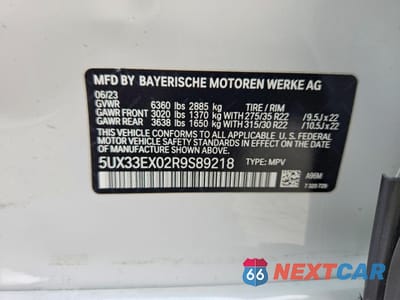 MFD BY BAYERISCHE MOTOREN WERKE AG
06/23
GVWR 6360 lbs 2885 kg TIRE / RIM
GAWR FRONT 3020 lbs 1370 kg WITH 275/35 R22 / 9.5J x 22
GAWR REAR 3638 lbs 1650 kg WITH 315/30 R22 / 10.5J x 22
THIS VEHICLE CONFORMS TO ALL APPLICABLE U.S. FEDERAL
MOTOR VEHICLE SAFETY STANDARDS IN EFFECT
ON THE DATE OF MANUFACTURE SHOWN ABOVE.
5UX33EX02R9S89218 TYPE: MPV
A96M
66 NEXTCAR